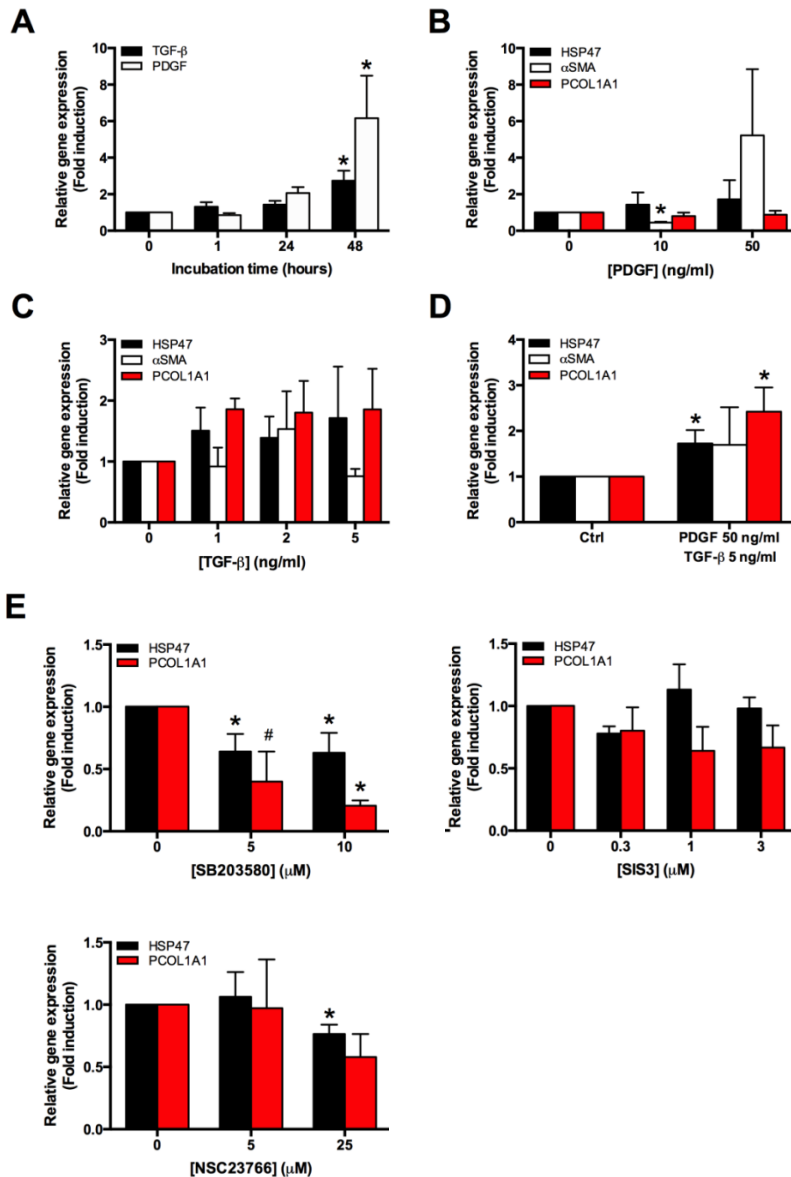 A
Relative gene expression
(Fold induction)
10
8
6
4
2
0
TGF-β
PDGF
*
*
0 1 24 48
Incubation time (hours)
B
Relative gene expression
(Fold induction)
10
8
6
4
2
0
HSP47
αSMA
PCOL1A1
*
0 10 50
[PDGF] (ng/ml)
C
Relative gene expression
(Fold induction)
3
2
1
0
HSP47
αSMA
PCOL1A1
0 1 2 5
[TGF-β] (ng/ml)
D
Relative gene expression
(Fold induction)
4
3
2
1
0
HSP47
αSMA
PCOL1A1
* *
Ctrl PDGF 50 ng/ml
TGF-β 5 ng/ml
E
Relative gene expression
(Fold induction)
1.5
1.0
0.5
0.0
HSP47
PCOL1A1
* # * *
0 5 10
[SB203580] (μM)
Relative gene expression
(Fold induction)
1.5
1.0
0.5
0.0
HSP47
PCOL1A1
0 0.3 1 3
[SIS3] (μM)
Relative gene expression
(Fold induction)
1.5
1.0
0.5
0.0
HSP47
PCOL1A1
*
0 5 25
[NSC23766] (μM)